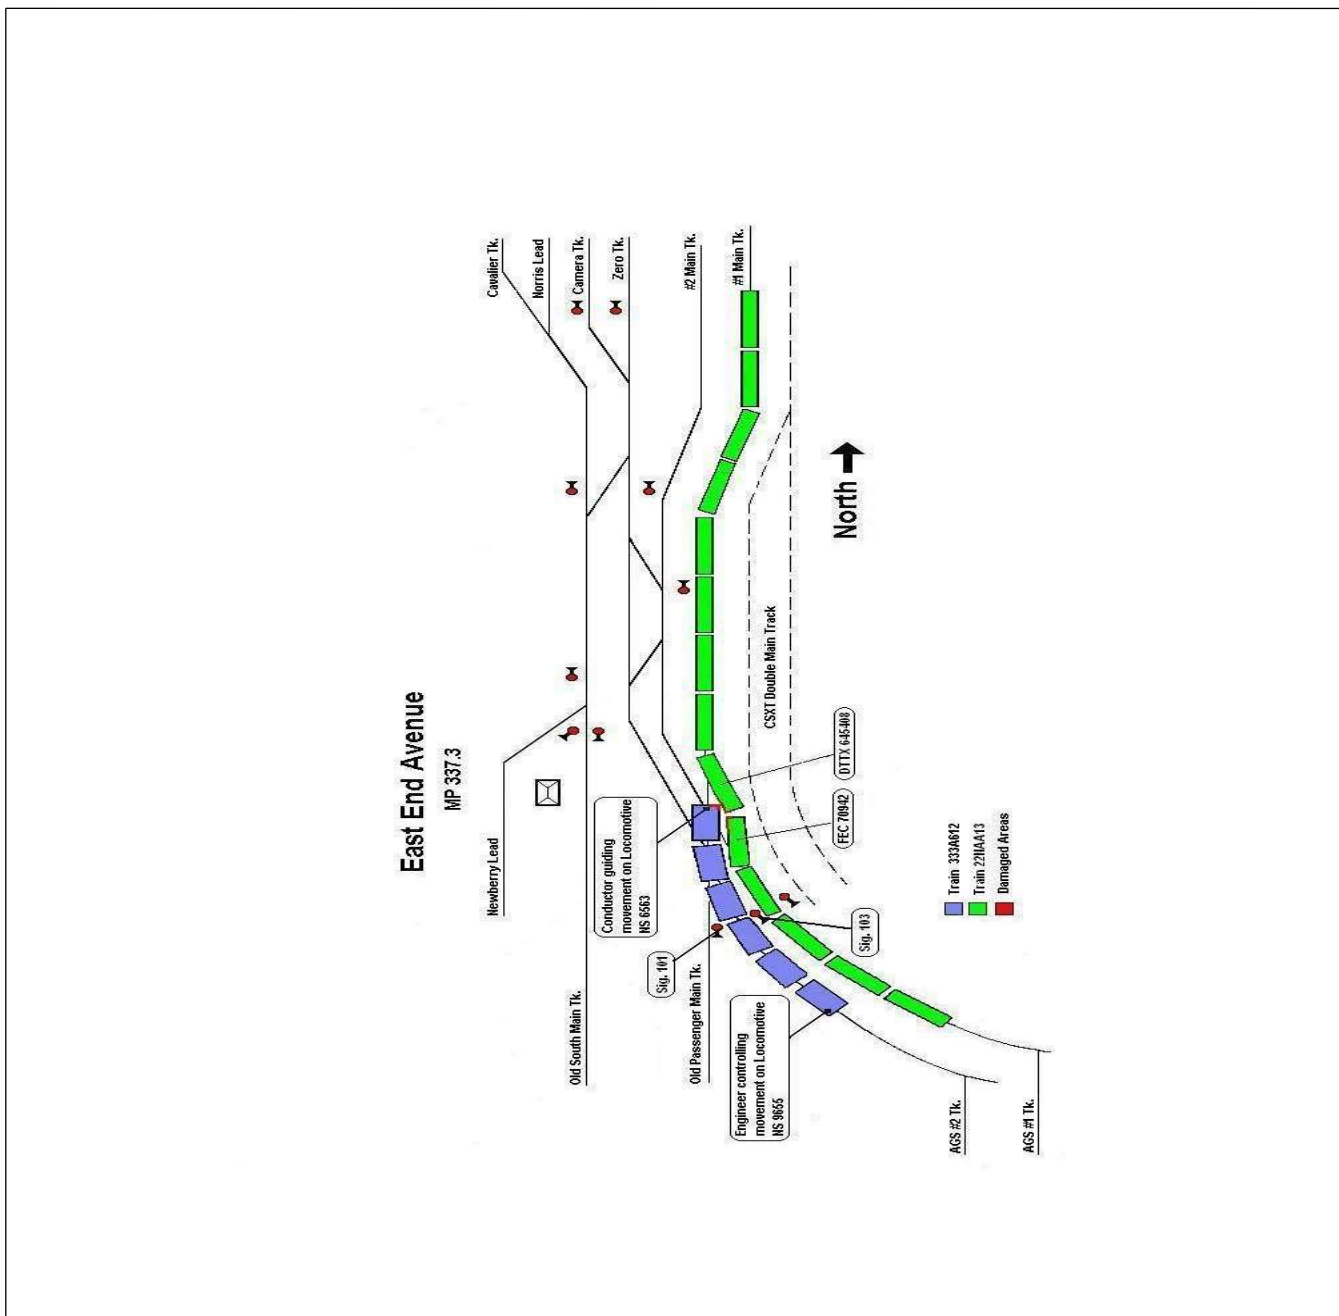 East End Avenue
MP 337.3
Cavalier Tk.
Norris Lead
Camera Tk.
Zero Tk.
#2 Main Tk.
#1 Main Tk.
Newberry Lead
Conductor guiding
movement on Locomotive
NS 6563
DTTX 645408
FEC 70942
CSXT Double Main Track
North
Old South Main Tk.
Sig. 101
Old Passenger Main Tk.
Sig. 103
Engineer controlling
movement on Locomotive
NS 9655
AGS #2 Tk.
AGS #1 Tk.
Train 333A612
Train 22HAA13
Damaged Areas